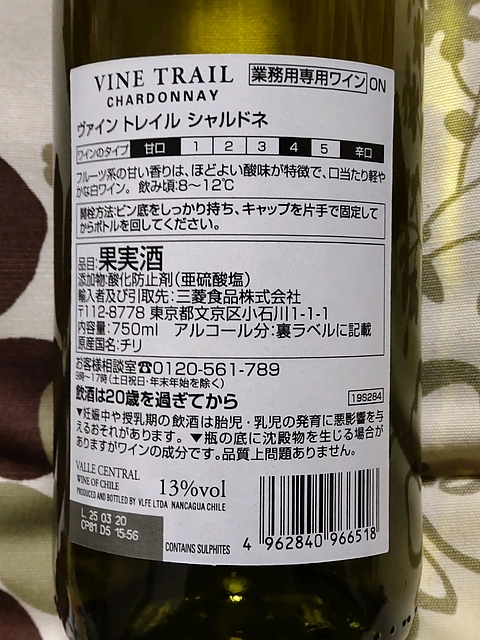 VINE TRAIL 業務用専用ワイン ON
CHARDONNAY
ヴァイン トレイル シャルドネ
ワインのタイプ 甘口 1 2 3 4 5 辛口
フルーツ系の甘い香りは、ほどよい酸味が特徴で、口当たり軽や
かな白ワイン。 飲み頃:8~12℃
開栓方法:ビン底をしっかり持ち、キャップを片手で固定して
からボトルを回してください。
品目:果実酒
添加物:酸化防止剤(亜硫酸塩)
輸入者及び引取先:三菱食品株式会社
〒112-8778 東京都文京区小石川1-1-1
内容量:750ml アルコール分:裏ラベルに記載
原産国名:チリ
お客様相談室☎0120-561-789
9時~17時(土日祝日・年末年始を除く)
飲酒は20歳を過ぎてから 19S284
▼妊娠中や授乳期の飲酒は胎児・乳児の発育に悪影響を与
えるおそれがあります。▼瓶の底に沈殿物を生じる場合が
ありますがワインの成分です。品質上問題ありません。
VALLE CENTRAL
WINE OF CHILE 13%vol
PRODUCED AND BOTTLED BY VLFE LTDA NANCAGUA CHILE
L 25 03 20
CP81 D5 15:56
CONTAINS SULPHITES
4 962840 966518